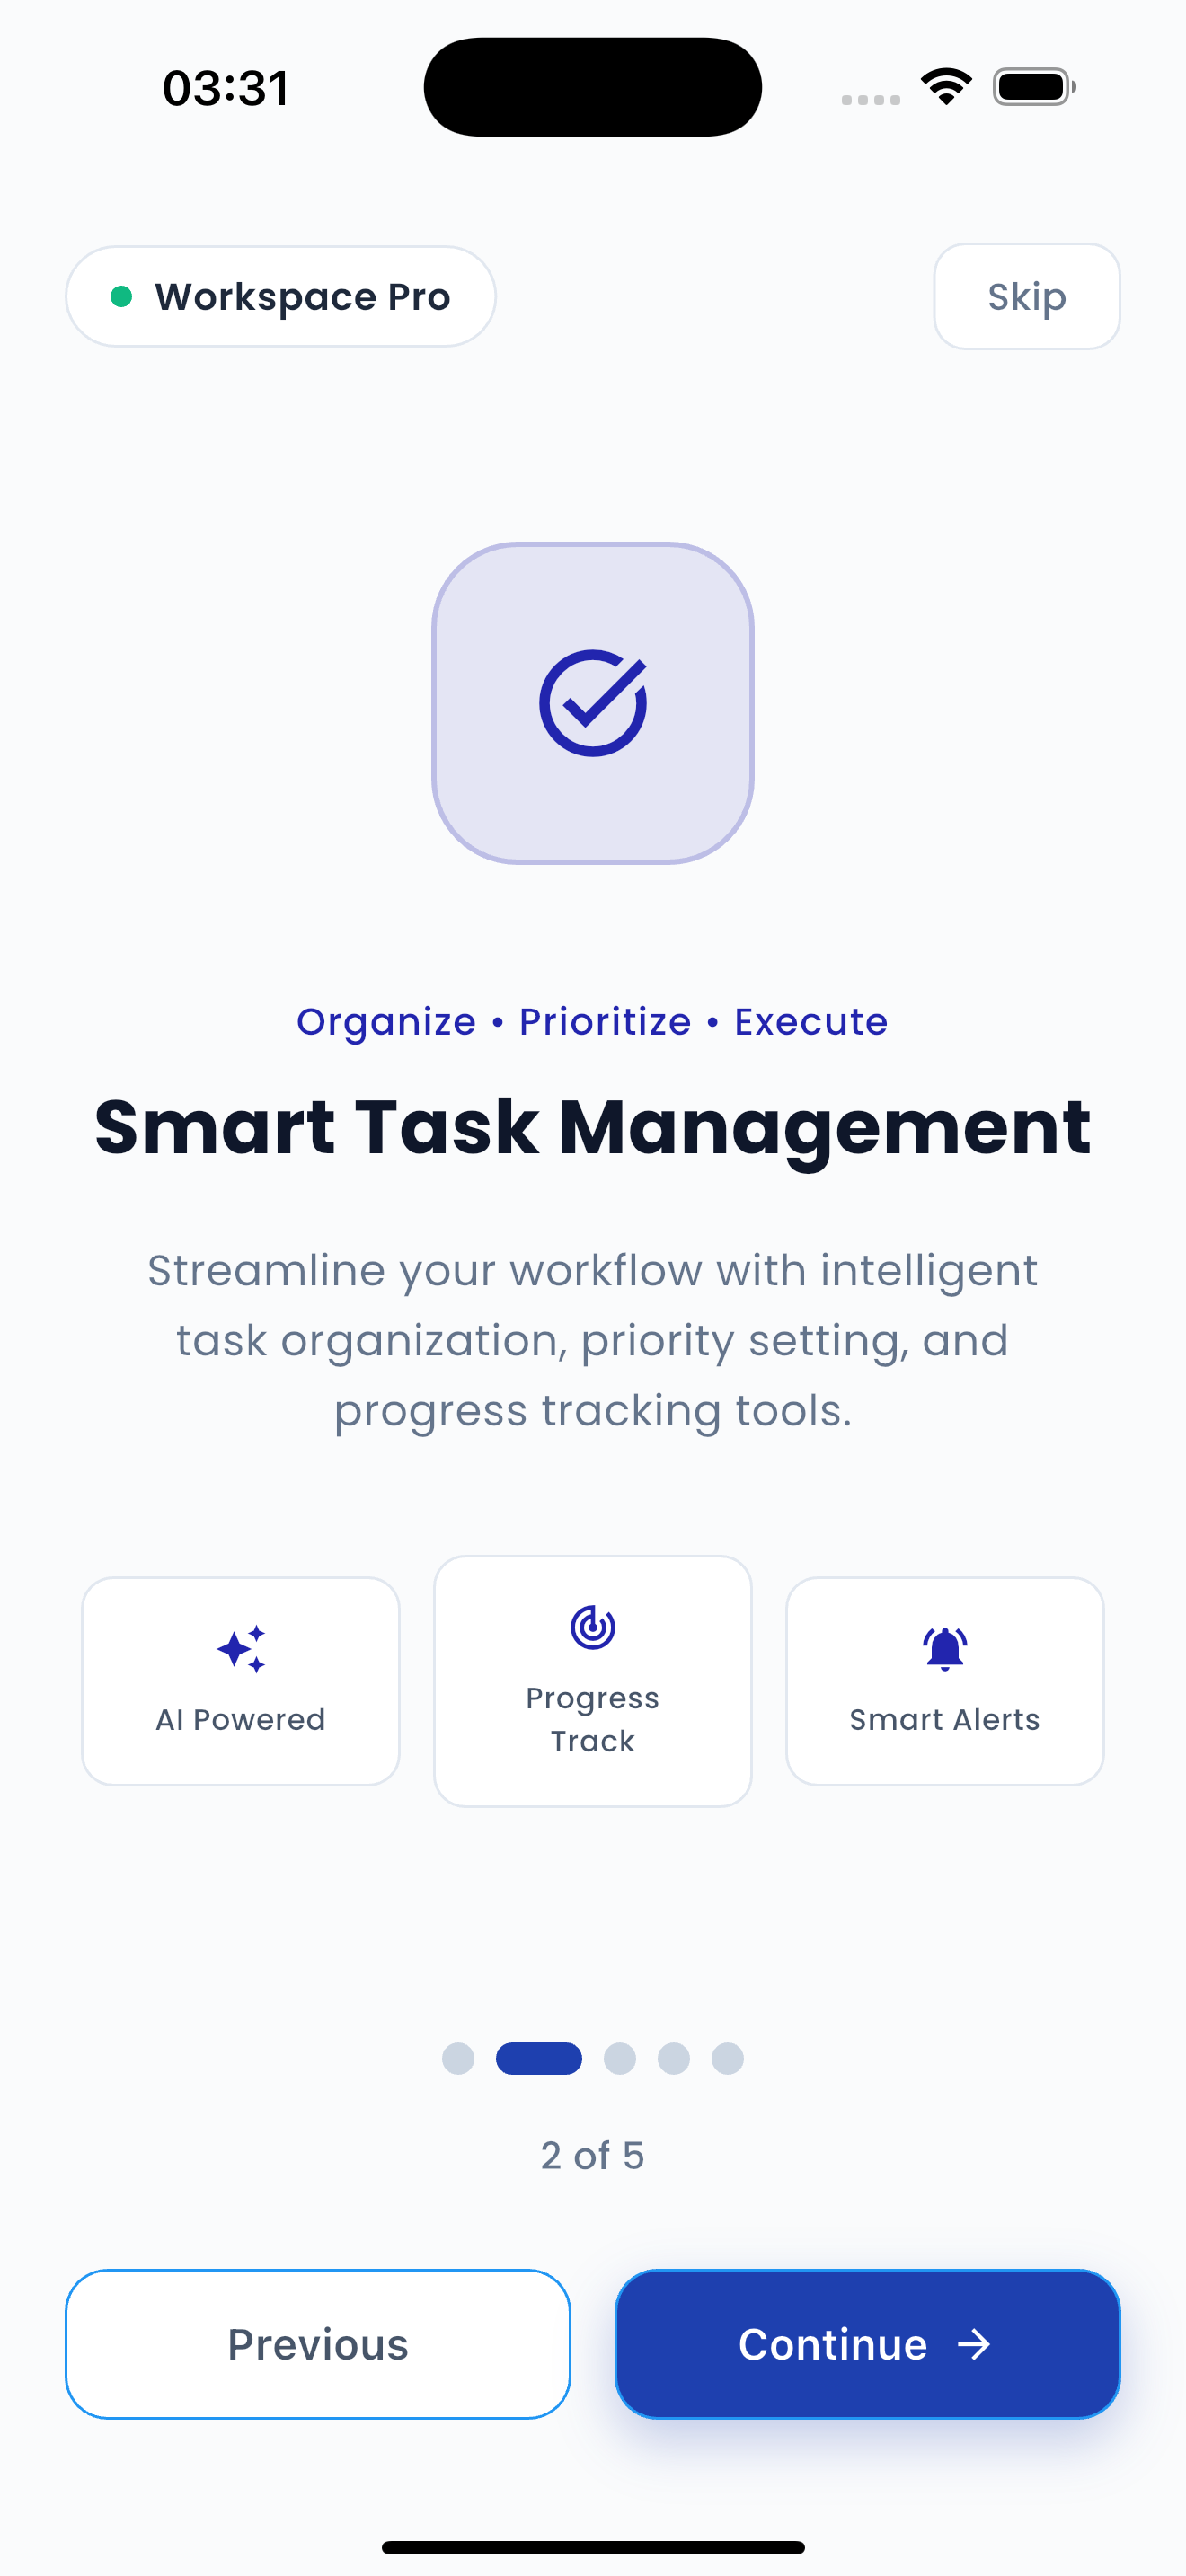 03:31
Workspace Pro
Skip
Organize • Prioritize • Execute
Smart Task Management
Streamline your workflow with intelligent
task organization, priority setting, and
progress tracking tools.
AI Powered
Progress
Track
Smart Alerts
2 of 5
Previous
Continue →